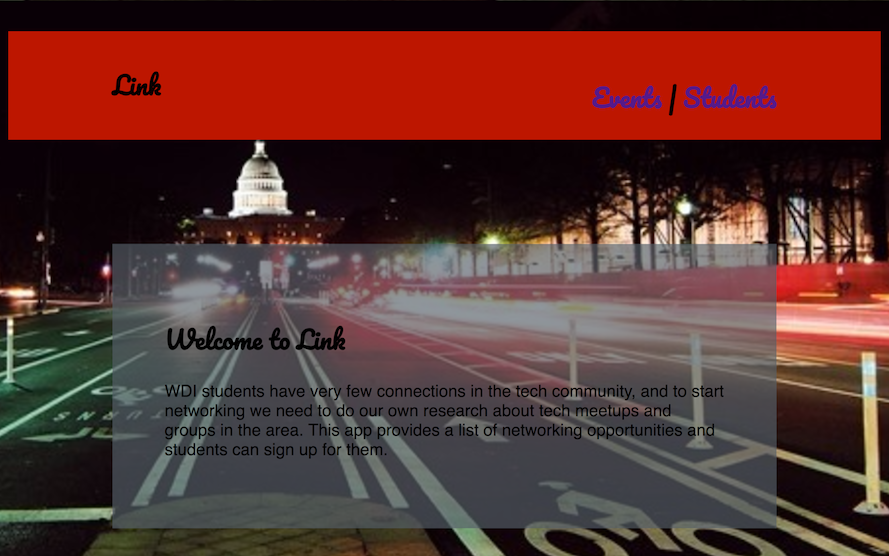 Link
Events | Students
Welcome to Link
WDI students have very few connections in the tech community, and to start
networking we need to do our own research about tech meetups and
groups in the area. This app provides a list of networking opportunities and
students can sign up for them.